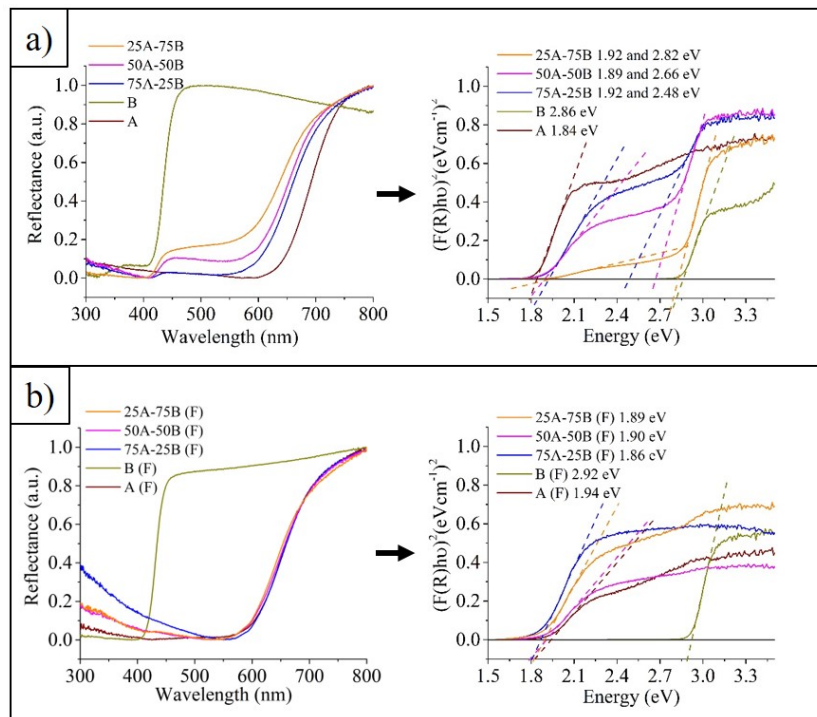 a)
25A-75B
50A-50B
75A-25B
B
A
Reflectance (a.u.)
1.0
0.8
0.6
0.4
0.2
0.0
300 400 500 600 700 800
Wavelength (nm)
25A-75B 1.92 and 2.82 eV
50A-50B 1.89 and 2.66 eV
75A-25B 1.92 and 2.48 eV
B 2.86 eV
A 1.84 eV
(F(R)hυ)² (eVcm⁻¹)²
1.0
0.8
0.6
0.4
0.2
0.0
1.5 1.8 2.1 2.4 2.7 3.0 3.3
Energy (eV)
b)
25A-75B (F)
50A-50B (F)
75A-25B (F)
B (F)
A (F)
Reflectance (a.u.)
1.0
0.8
0.6
0.4
0.2
0.0
300 400 500 600 700 800
Wavelength (nm)
25A-75B (F) 1.89 eV
50A-50B (F) 1.90 eV
75A-25B (F) 1.86 eV
B (F) 2.92 eV
A (F) 1.94 eV
(F(R)hυ)² (eVcm⁻¹)²
1.0
0.8
0.6
0.4
0.2
0.0
1.5 1.8 2.1 2.4 2.7 3.0 3.3
Energy (eV)